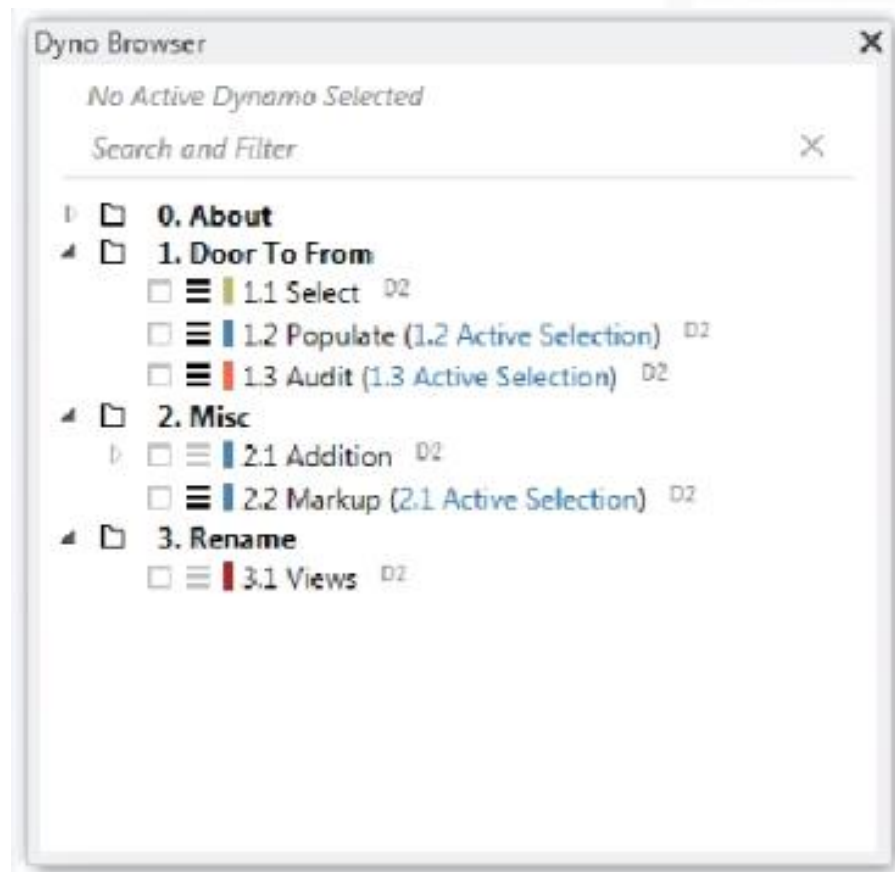 Dyno Browser
No Active Dynamo Selected
Search and Filter
0. About
1. Door To From
1.1 Select D2
1.2 Populate (1.2 Active Selection) D2
1.3 Audit (1.3 Active Selection) D2
2. Misc
2.1 Addition D2
2.2 Markup (2.1 Active Selection) D2
3. Rename
3.1 Views D2